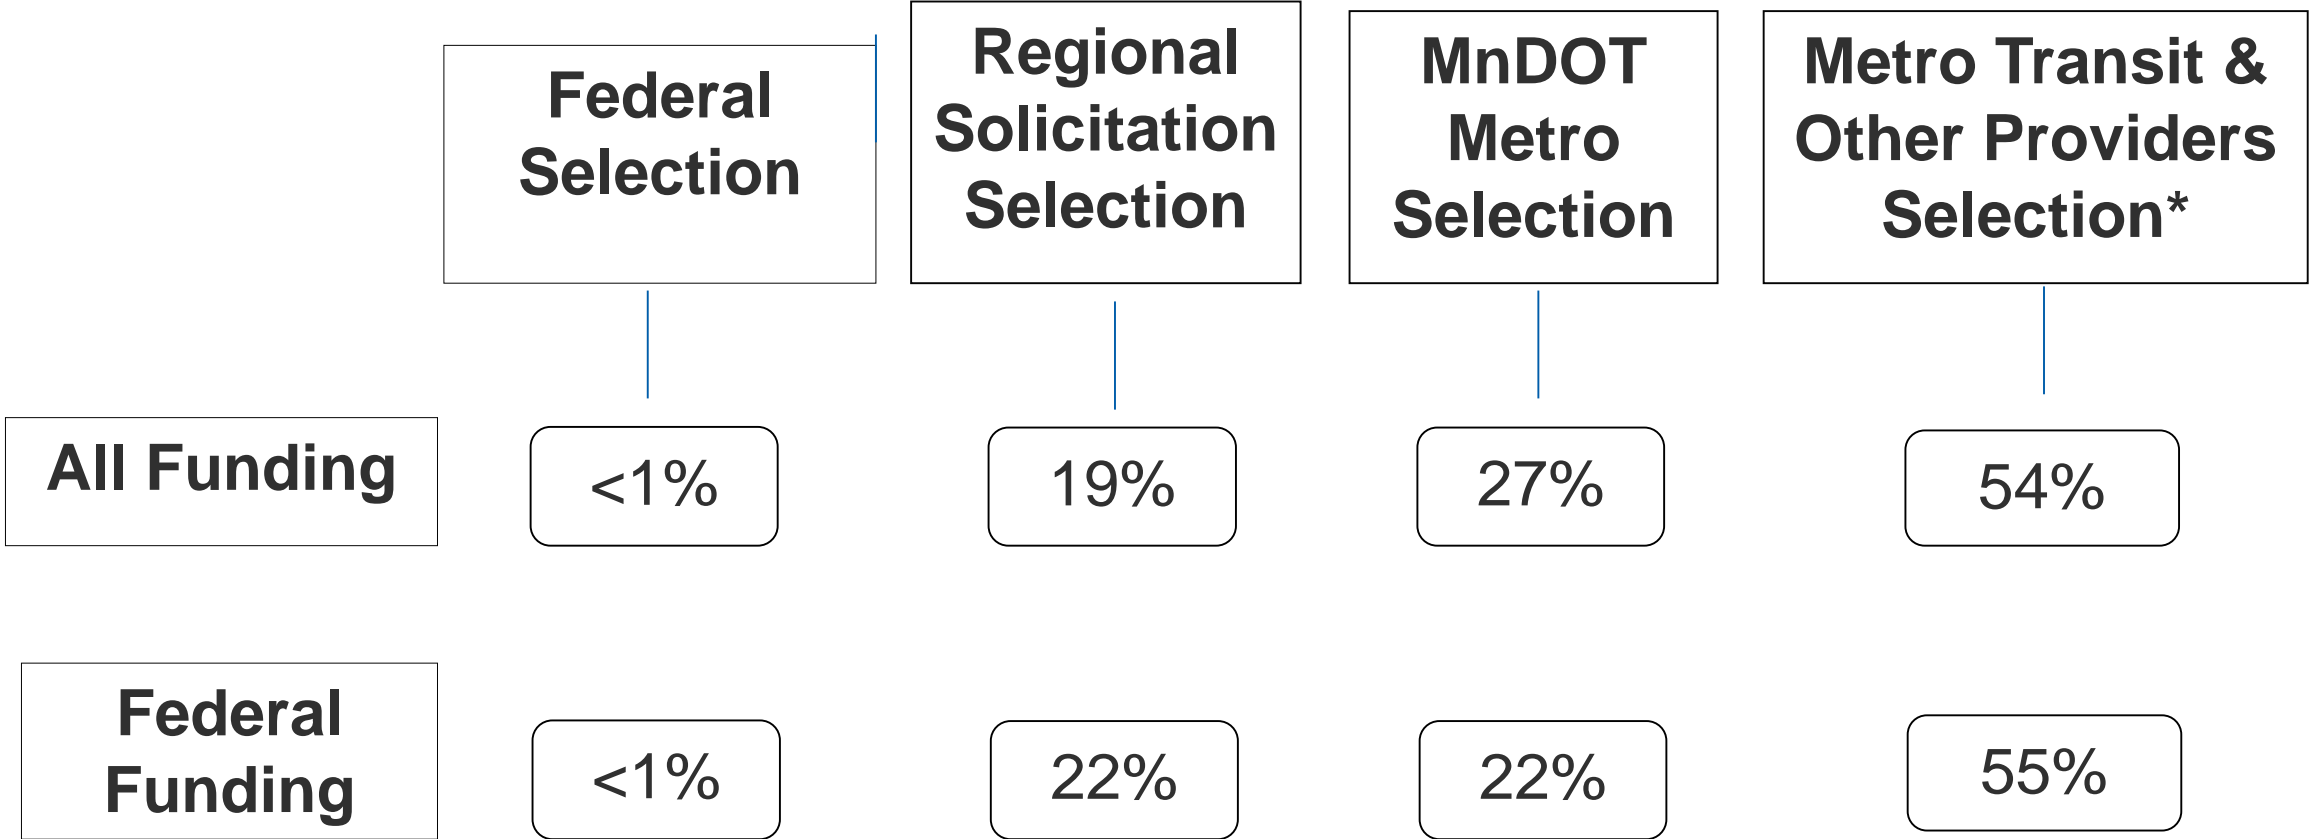 Federal
Selection
Regional
Solicitation
Selection
MnDOT
Metro
Selection
Metro Transit &
Other Providers
Selection*
All Funding
<1%
19%
27%
54%
Federal
Funding
<1%
22%
22%
55%